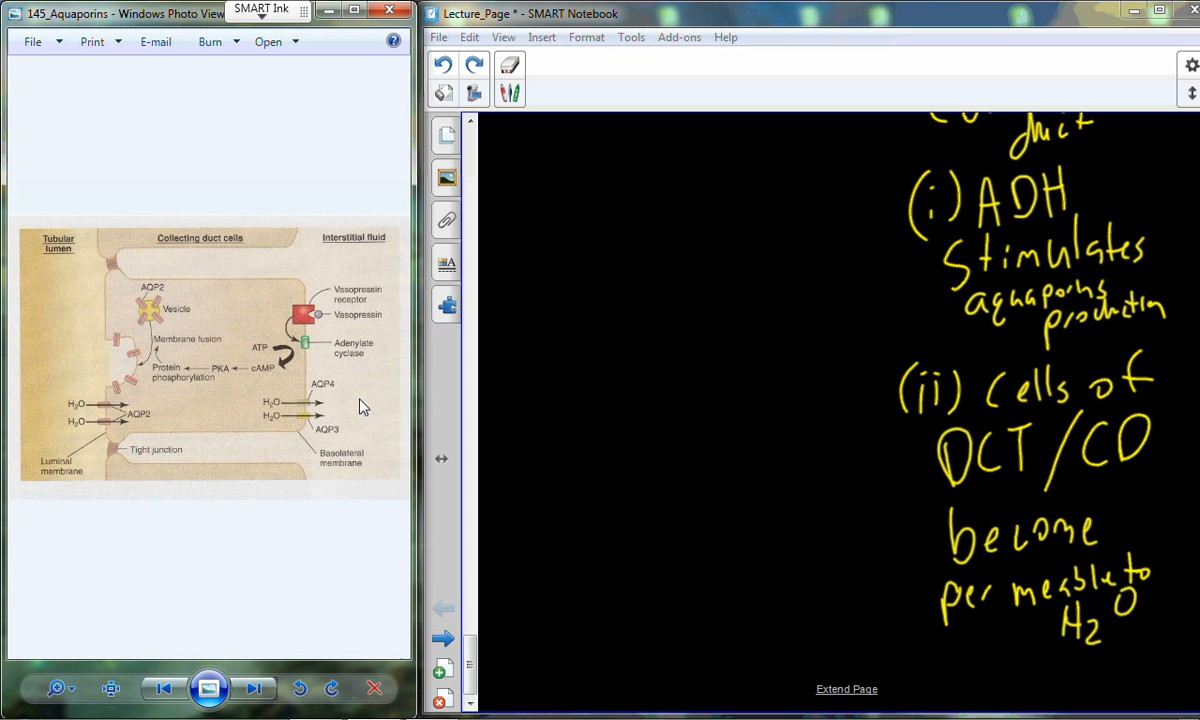 145_Aquaporins - Windows Photo View
SMART Ink
File Print E-mail Burn Open
Tubular
lumen
Collecting duct cells
Interstitial fluid
AQP2
Vesicle
Vasopressin
receptor
Vasopressin
Membrane fusion
ATP
Adenylate
cyclase
Protein
phosphorylation
PKA
cAMP
AQP4
H2O
H2O
AQP2
H2O
H2O
AQP3
Tight junction
Basolateral
membrane
Luminal
membrane
Lecture_Page * - SMART Notebook
File Edit View Insert Format Tools Add-ons Help
duct
(i) ADH
Stimulates
aquaporins
production
(ii) Cells of
DCT/CD
become
permeable to
H2O
Extend Page